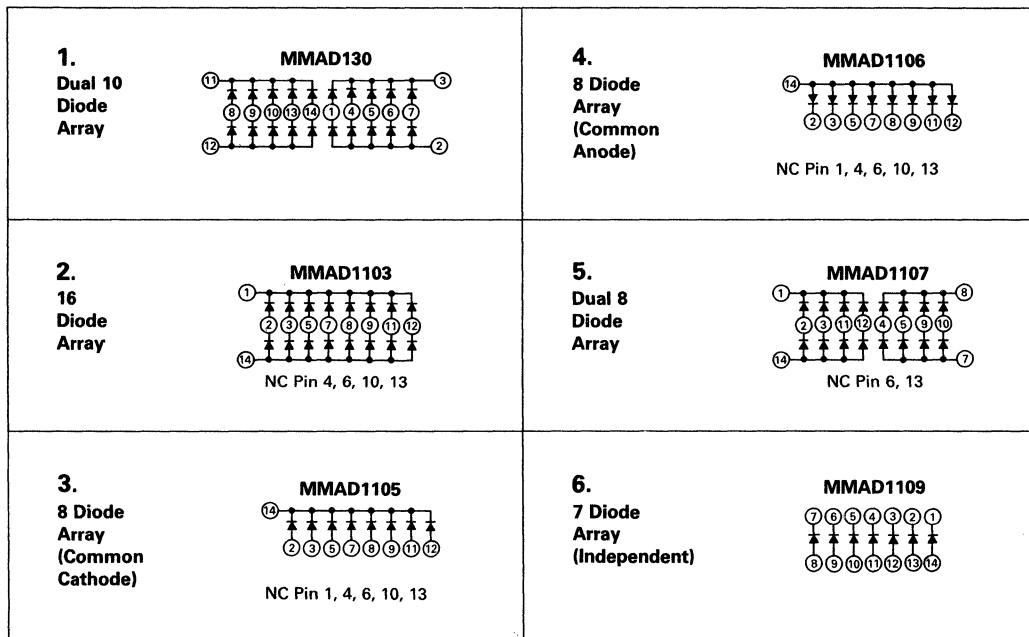 1.
Dual 10
Diode
Array
MMAD130
11 3
8 9 10 13 14 1 4 5 6 7
12 2
4.
8 Diode
Array
(Common
Anode)
MMAD1106
14
2 3 5 7 8 9 11 12
NC Pin 1, 4, 6, 10, 13
2.
16
Diode
Array
MMAD1103
1
2 3 5 7 8 9 11 12
14
NC Pin 4, 6, 10, 13
5.
Dual 8
Diode
Array
MMAD1107
1 8
2 3 11 12 4 5 9 10
14 7
NC Pin 6, 13
3.
8 Diode
Array
(Common
Cathode)
MMAD1105
14
2 3 5 7 8 9 11 12
NC Pin 1, 4, 6, 10, 13
6.
7 Diode
Array
(Independent)
MMAD1109
7 6 5 4 3 2 1
8 9 10 11 12 13 14